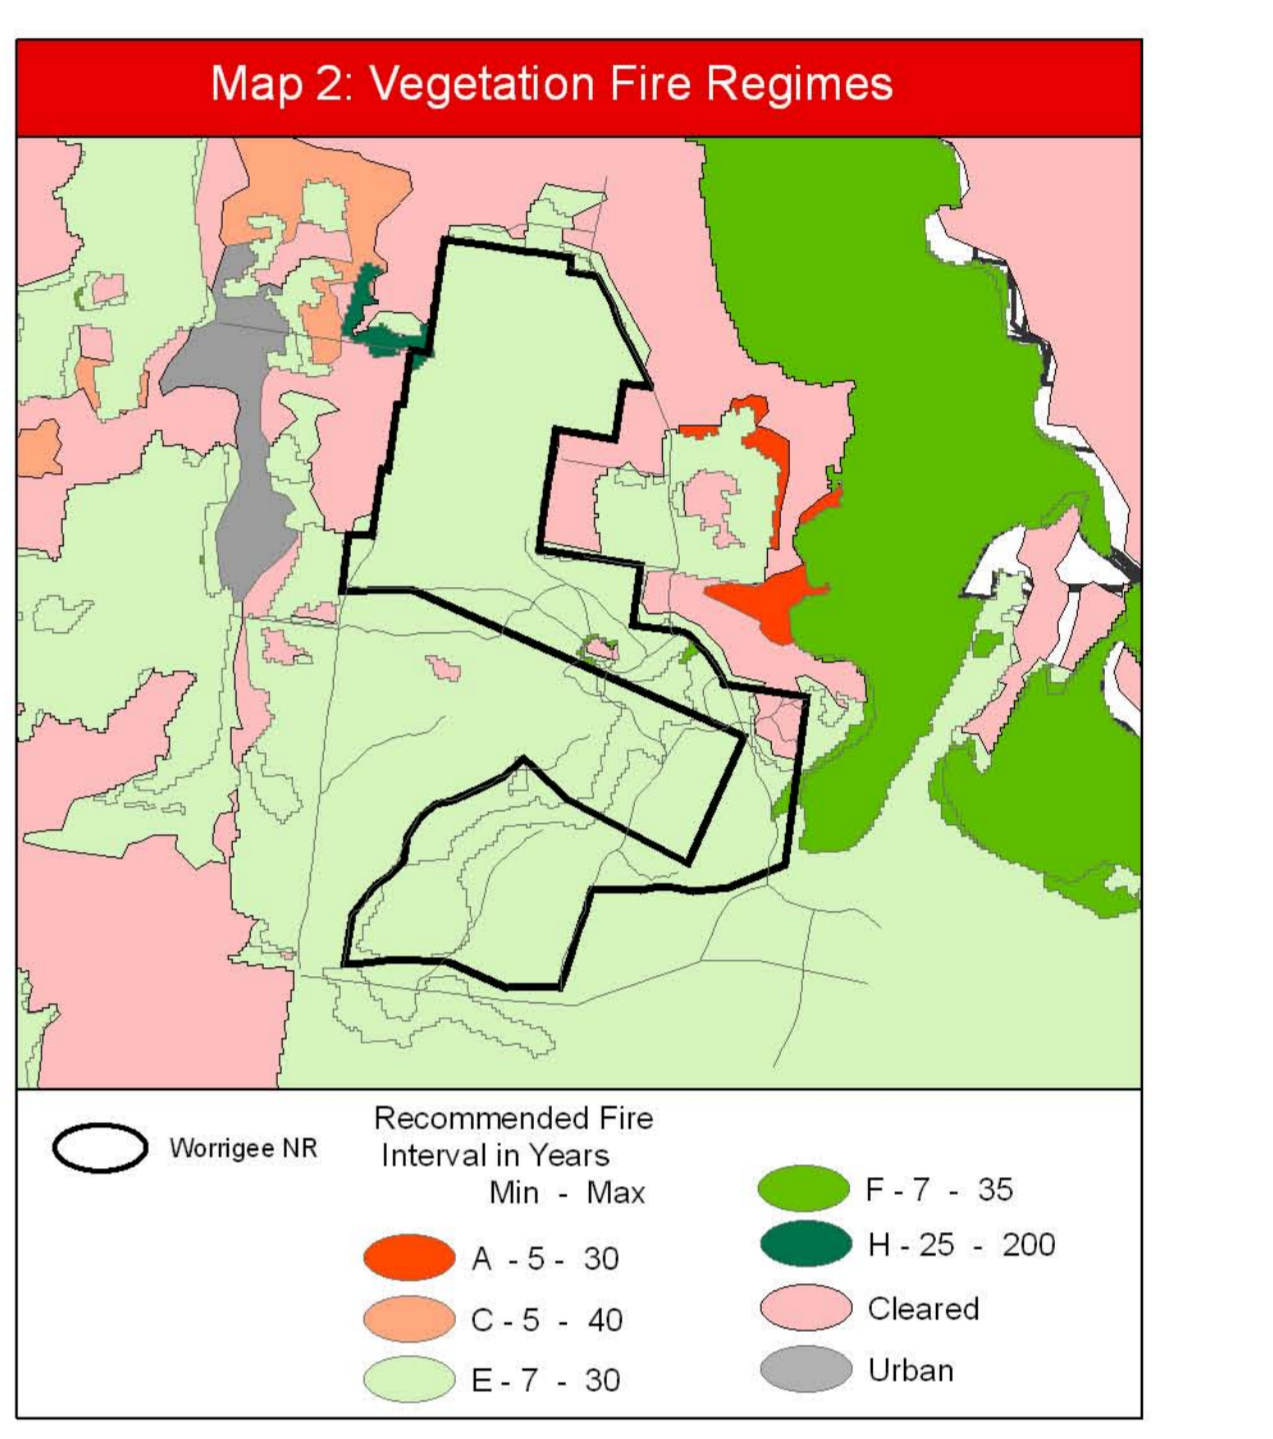 Map 2: Vegetation Fire Regimes
Worrigee NR
Recommended Fire
Interval in Years
Min - Max
A - 5 - 30
C - 5 - 40
E - 7 - 30
F - 7 - 35
H - 25 - 200
Cleared
Urban